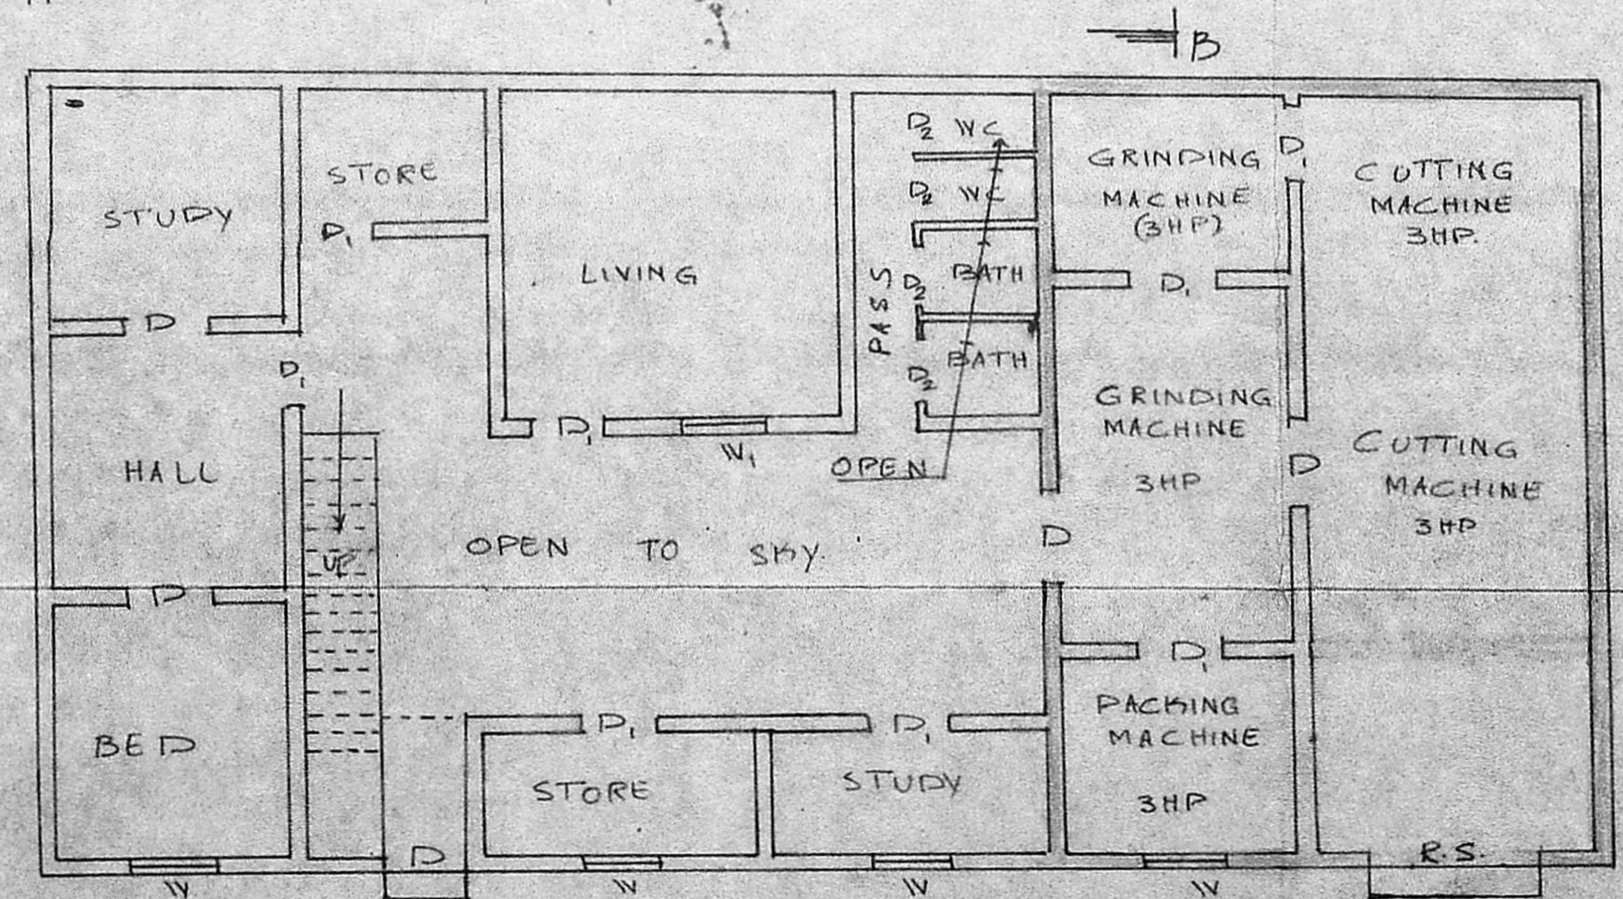 B
STUDY
STORE
D₁
LIVING
D₂ WC
D₂ WC
D₂
BATH
PASS
D₂
BATH
GRINDING
MACHINE
(3HP)
D₁
CUTTING
MACHINE
3HP.
D
D₁
D₁
GRINDING
MACHINE
3HP
D
CUTTING
MACHINE
3HP
HALL
D₁
W₁
OPEN
UP
OPEN TO SKY.
D
D
D₁
BED
D₁
STORE
D₁
STUDY
PACKING
MACHINE
3HP
D
R.S.
W
W
W
W